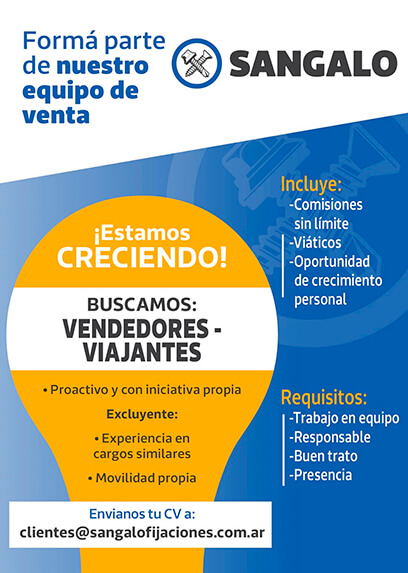 Formá parte
de nuestro
equipo de
venta
SANGALO
¡Estamos
CRECIENDO!
BUSCAMOS:
VENDEDORES -
VIAJANTES
• Proactivo y con iniciativa propia
Excluyente:
• Experiencia en
cargos similares
• Movilidad propia
Envianos tu CV a:
clientes@sangalofijaciones.com.ar
Incluye:
-Comisiones
sin límite
-Viáticos
-Oportunidad
de crecimiento
personal
Requisitos:
-Trabajo en equipo
-Responsable
-Buen trato
-Presencia